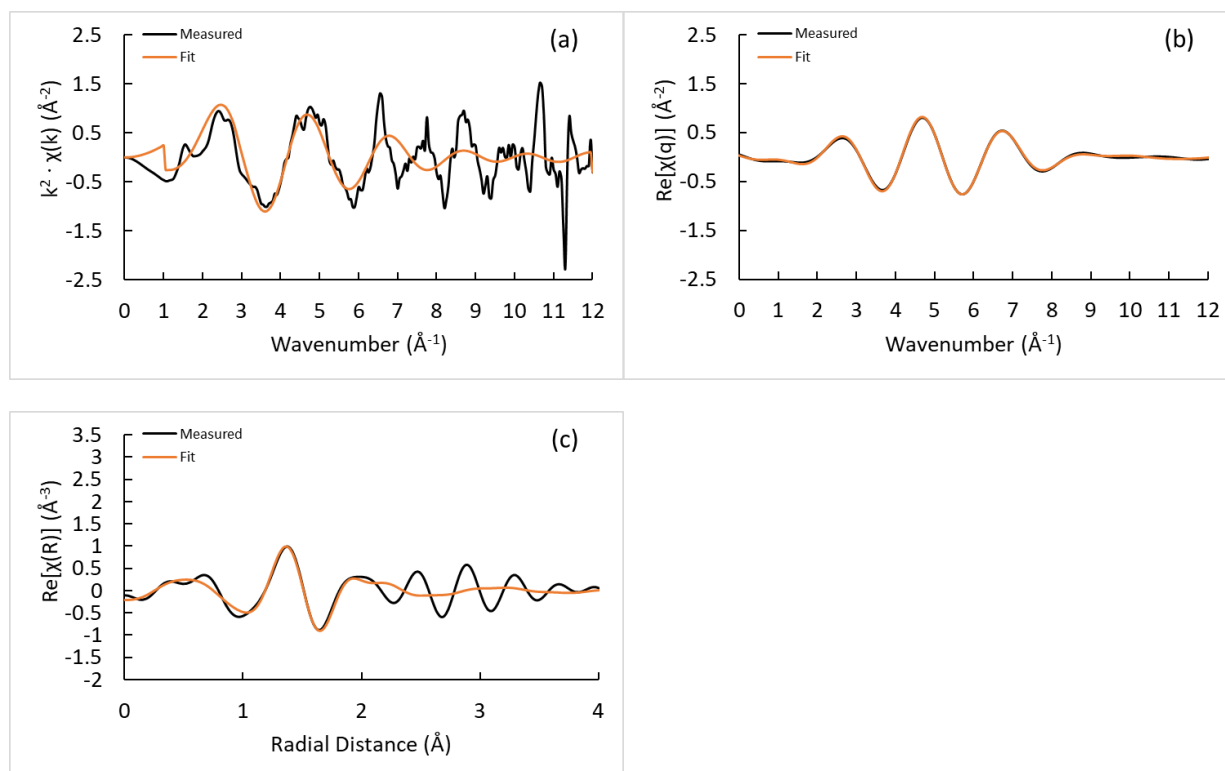 (a)
Measured
Fit
k² · χ(k) (Å⁻²)
2.5
1.5
0.5
-0.5
-1.5
-2.5
0 1 2 3 4 5 6 7 8 9 10 11 12
Wavenumber (Å⁻¹)
(b)
Measured
Fit
Re[χ(q)] (Å⁻²)
2.5
1.5
0.5
-0.5
-1.5
-2.5
0 1 2 3 4 5 6 7 8 9 10 11 12
Wavenumber (Å⁻¹)
(c)
Measured
Fit
Re[χ(R)] (Å⁻³)
3.5
3
2.5
2
1.5
1
0.5
0
-0.5
-1
-1.5
-2
0 1 2 3 4
Radial Distance (Å)